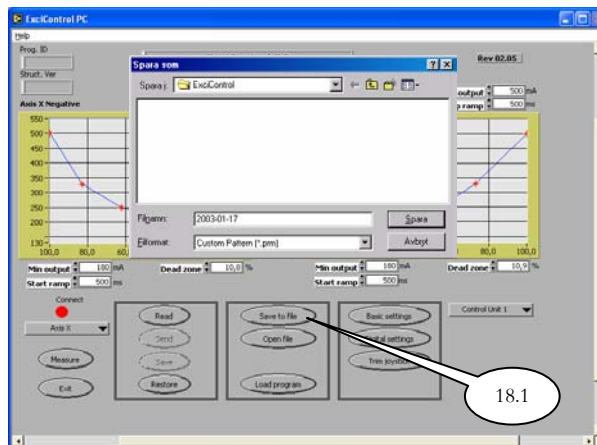 ExciControl PC
Help
Prog. ID
Struct. Ver
Rev 02.05
Spara som
Spara i: ExciControl
output 500 mA
ramp 500 ms
Axis X Negative
550
500
450
400
350
300
250
200
130
100,0 80,0 60,
80,0 100,0
Filnamn: 2003-01-17 Spara
Filformat: Custom Pattern (*.prm) Avbryt
Min output 180 mA Dead zone 10,8 % Min output 180 mA Dead zone 10,9 %
Start ramp 500 ms Start ramp 500 ms
Connect
Axis X
Measure
Exit
Read
Send
Save
Restore
Save to file
Open file
Load program
Basic settings
ital settings
Trim joystic
Control Unit 1
18.1